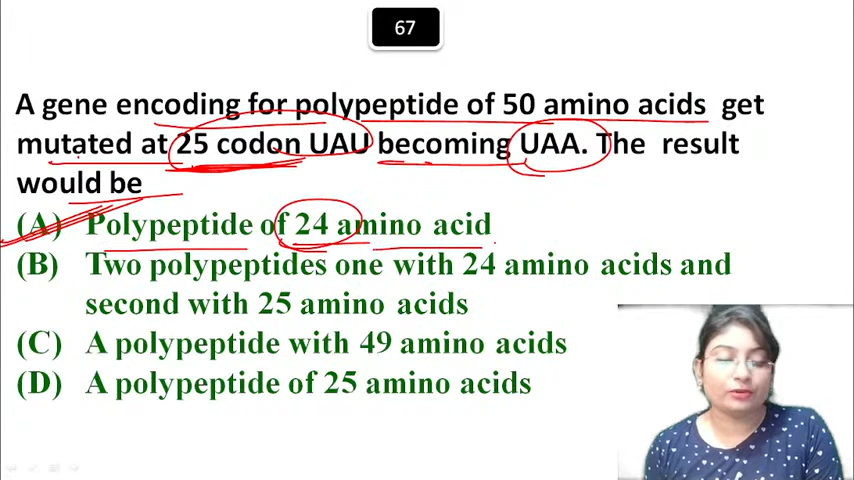 67
A gene encoding for polypeptide of 50 amino acids get
mutated at 25 codon UAU becoming UAA. The result
would be
(A) Polypeptide of 24 amino acid
(B) Two polypeptides one with 24 amino acids and
second with 25 amino acids
(C) A polypeptide with 49 amino acids
(D) A polypeptide of 25 amino acids